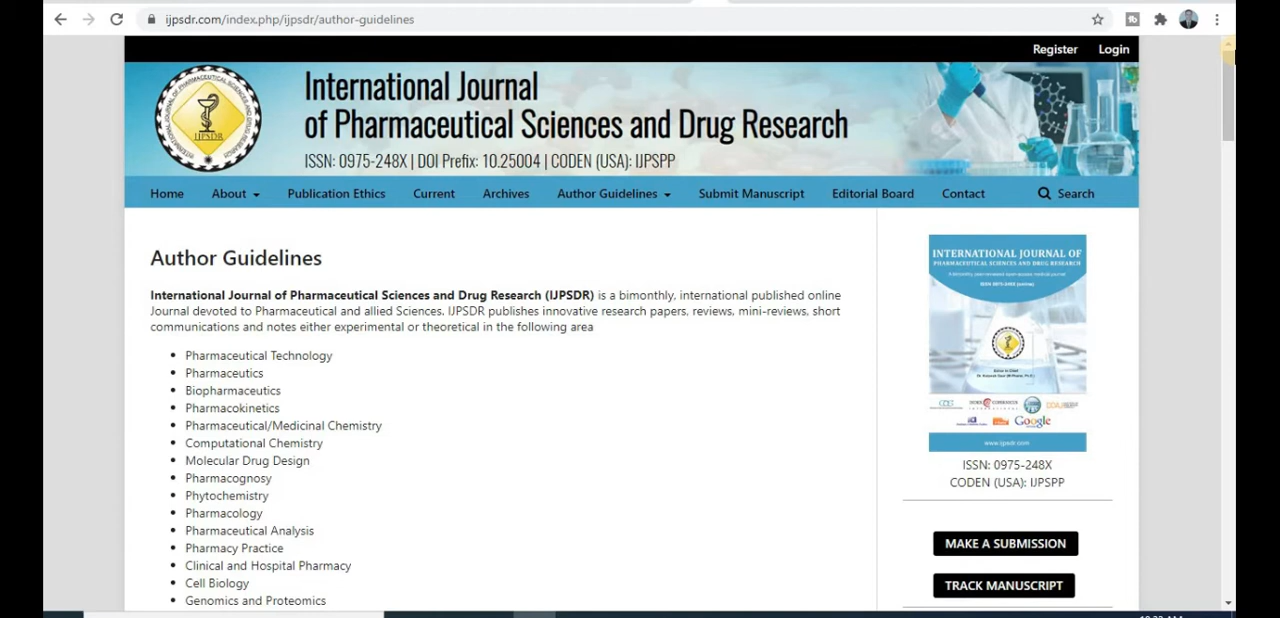 ijpsdr.com/index.php/ijpsdr/author-guidelines
Register Login
International Journal
of Pharmaceutical Sciences and Drug Research
ISSN: 0975-248X | DOI Prefix: 10.25004 | CODEN (USA): IJPSPP
IJPSDR
Home About Publication Ethics Current Archives Author Guidelines Submit Manuscript Editorial Board Contact Search
Author Guidelines
International Journal of Pharmaceutical Sciences and Drug Research (IJPSDR) is a bimonthly, international published online
Journal devoted to Pharmaceutical and allied Sciences. IJPSDR publishes innovative research papers, reviews, mini-reviews, short
communications and notes either experimental or theoretical in the following area
Pharmaceutical Technology
Pharmaceutics
Biopharmaceutics
Pharmacokinetics
Pharmaceutical/Medicinal Chemistry
Computational Chemistry
Molecular Drug Design
Pharmacognosy
Phytochemistry
Pharmacology
Pharmaceutical Analysis
Pharmacy Practice
Clinical and Hospital Pharmacy
Cell Biology
Genomics and Proteomics
INTERNATIONAL JOURNAL OF
PHARMACEUTICAL SCIENCES AND DRUG RESEARCH
Google
www.ijpsdr.com
ISSN: 0975-248X
CODEN (USA): IJPSPP
MAKE A SUBMISSION
TRACK MANUSCRIPT